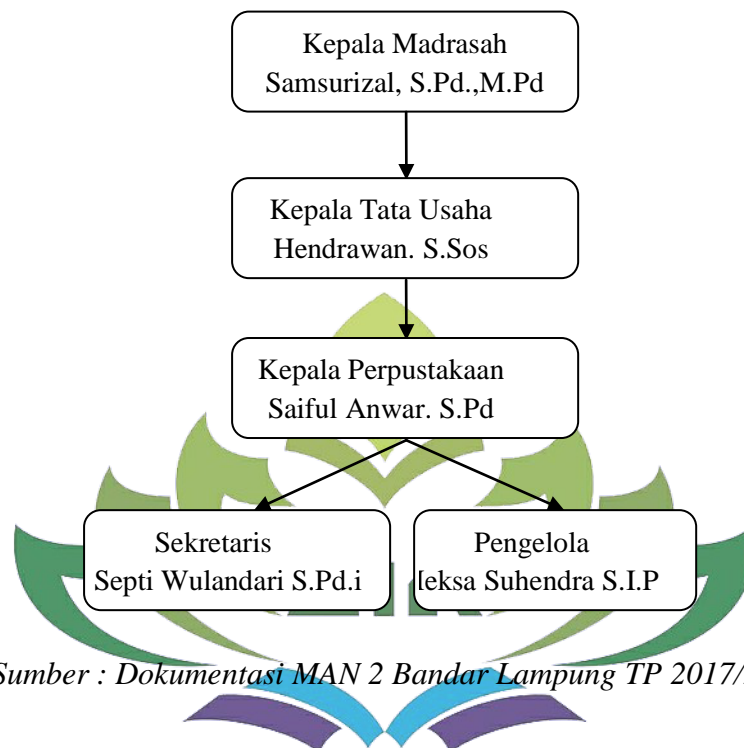 Kepala Madrasah
Samsurizal, S.Pd.,M.Pd
Kepala Tata Usaha
Hendrawan. S.Sos
Kepala Perpustakaan
Saiful Anwar. S.Pd
Sekretaris
Septi Wulandari S.Pd.i
Pengelola
Suhendra S.I.P
Sumber : Dokumentasi MAN 2 Bandar Lampung TP 2017/